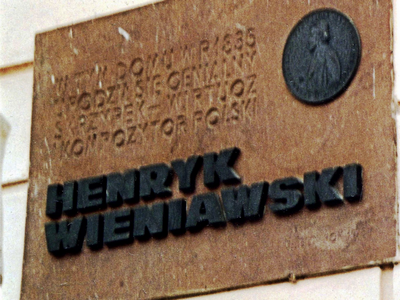 W TYM DOMU W R 1835
URODZIŁ SIĘ GENIALNY
SKRZYPEK WIRTUOZ
KOMPOZYTOR POLSKI
HENRYK
WIENIAWSKI